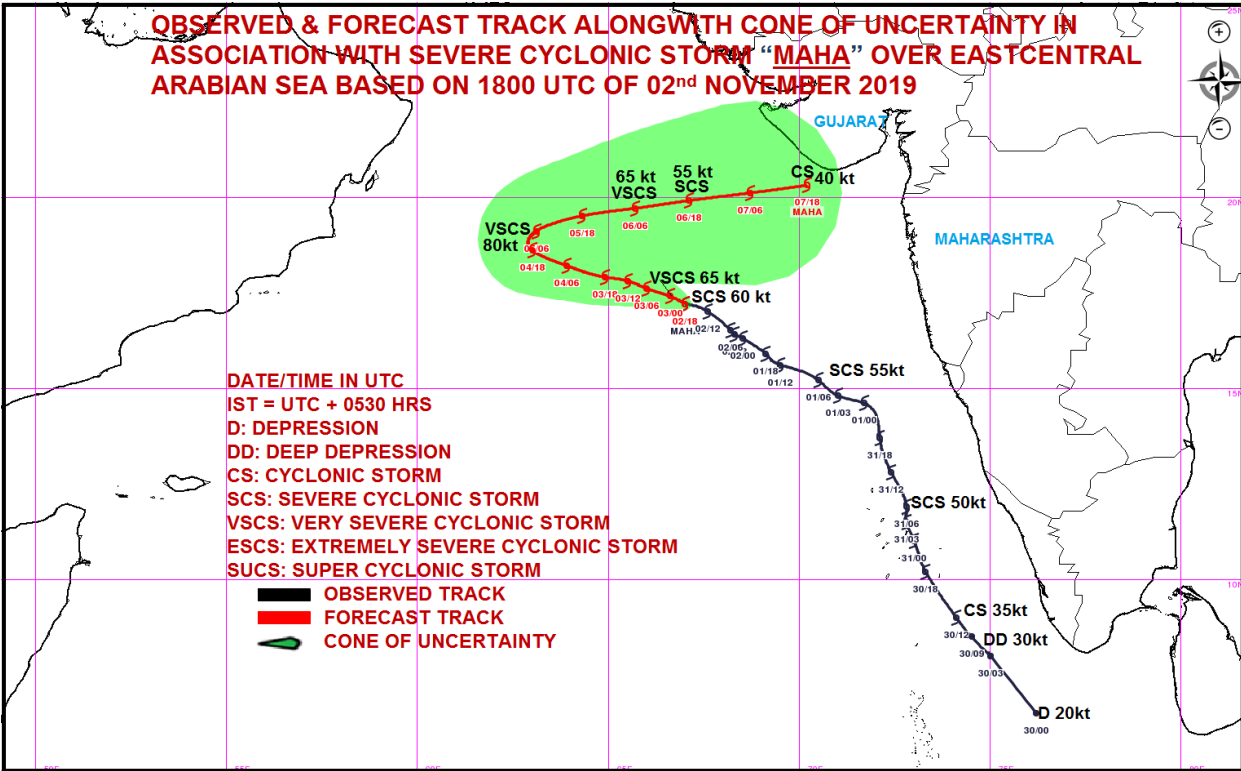 OBSERVED & FORECAST TRACK ALONGWITH CONE OF UNCERTAINTY IN
ASSOCIATION WITH SEVERE CYCLONIC STORM “MAHA” OVER EASTCENTRAL
ARABIAN SEA BASED ON 1800 UTC OF 02nd NOVEMBER 2019
GUJARAT
MAHARASHTRA
65 kt
VSCS
55 kt
SCS
CS 40 kt
07/18
MAHA
07/06
06/18
06/06
05/18
VSCS
80kt
04/18
04/06
03/18
03/12
03/06
03/00
02/18
VSCS 65 kt
SCS 60 kt
02/12
02/06
02/00
01/18
01/12
SCS 55kt
01/06
01/03
01/00
31/18
31/12
SCS 50kt
31/06
31/03
31/00
30/18
CS 35kt
30/12
DD 30kt
30/09
30/03
D 20kt
30/00
DATE/TIME IN UTC
IST = UTC + 0530 HRS
D: DEPRESSION
DD: DEEP DEPRESSION
CS: CYCLONIC STORM
SCS: SEVERE CYCLONIC STORM
VSCS: VERY SEVERE CYCLONIC STORM
ESCS: EXTREMELY SEVERE CYCLONIC STORM
SUCS: SUPER CYCLONIC STORM
OBSERVED TRACK
FORECAST TRACK
CONE OF UNCERTAINTY
20N
15N
10N